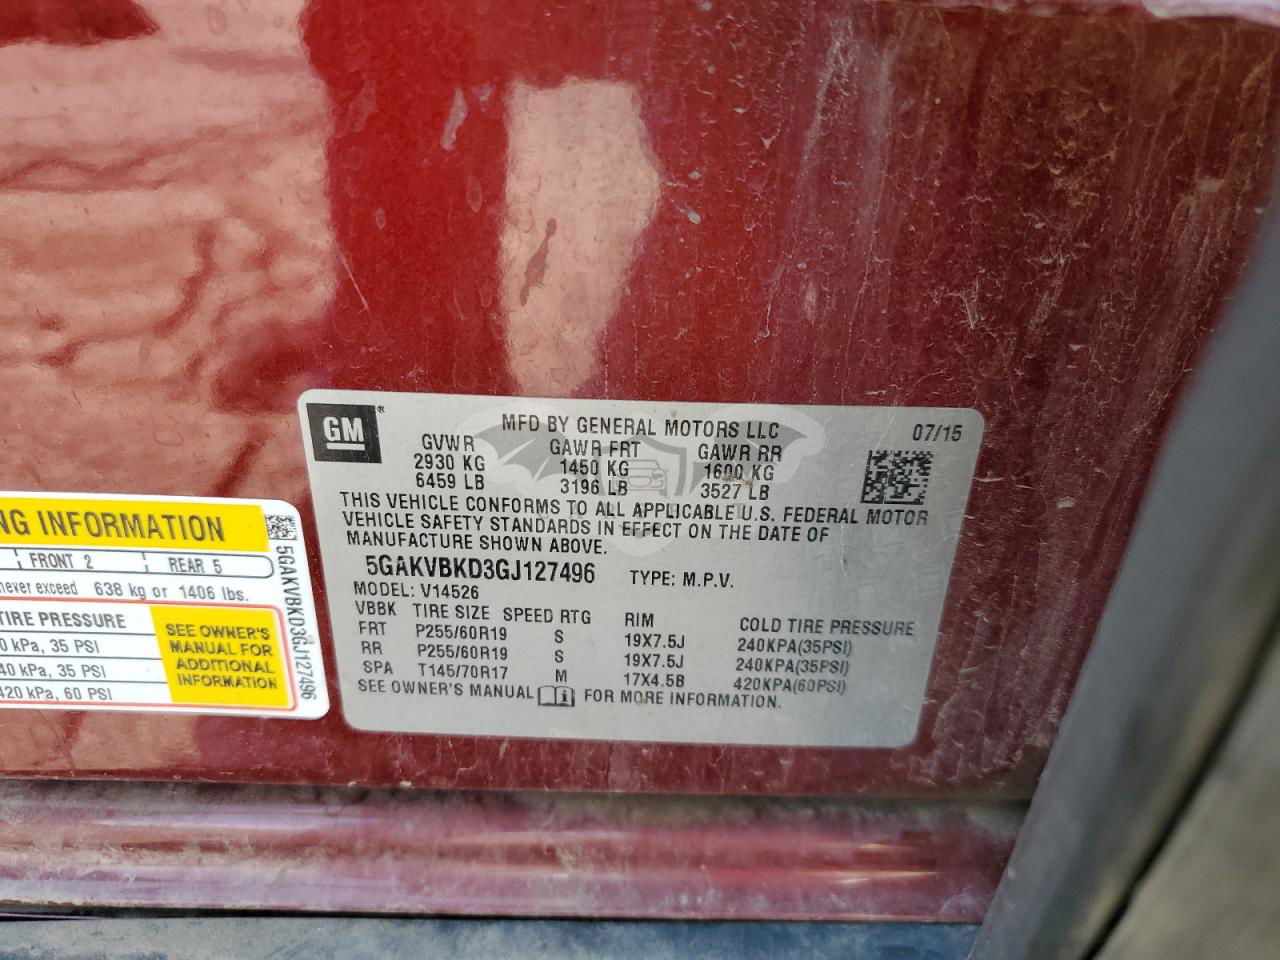 GM
MFD BY GENERAL MOTORS LLC 07/15
GVWR GAWR FRT GAWR RR
2930 KG 1450 KG 1600 KG
6459 LB 3196 LB 3527 LB
THIS VEHICLE CONFORMS TO ALL APPLICABLE U.S. FEDERAL MOTOR
VEHICLE SAFETY STANDARDS IN EFFECT ON THE DATE OF
MANUFACTURE SHOWN ABOVE.
5GAKVBKD3GJ127496 TYPE: M.P.V.
MODEL: V14526
VBBK TIRE SIZE SPEED RTG RIM COLD TIRE PRESSURE
FRT P255/60R19 S 19X7.5J 240KPA(35PSI)
RR P255/60R19 S 19X7.5J 240KPA(35PSI)
SPA T145/70R17 M 17X4.5B 420KPA(60PSI)
SEE OWNER'S MANUAL FOR MORE INFORMATION.
NG INFORMATION
FRONT 2 REAR 5
never exceed 638 kg or 1406 lbs.
TIRE PRESSURE
0 kPa, 35 PSI
40 kPa, 35 PSI
420 kPa, 60 PSI
SEE OWNER'S
MANUAL FOR
ADDITIONAL
INFORMATION
5GAKVBKD3GJ127496